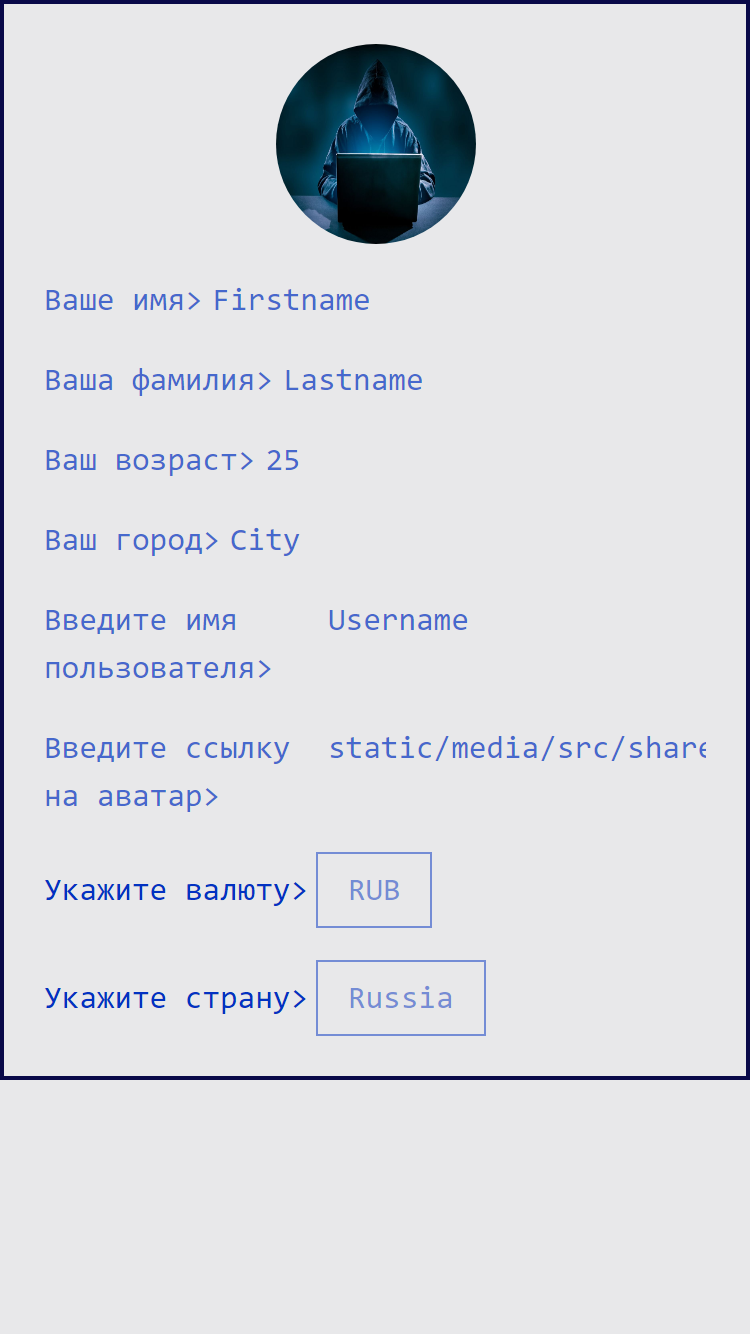 Ваше имя> Firstname
Ваша фамилия> Lastname
Ваш возраст> 25
Ваш город> City
Введите имя Username
пользователя>
Введите ссылку static/media/src/share
на аватар>
Укажите валюту> RUB
Укажите страну> Russia